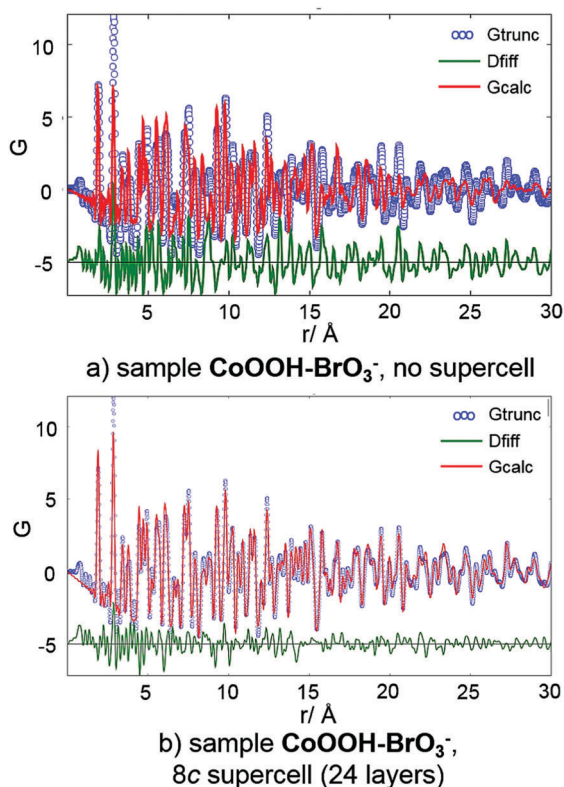 10
5
0
-5
G
Gtrunc
Dfiff
Gcalc
5 10 15 20 25 30
r/ Å
a) sample CoOOH-BrO₃⁻, no supercell
10
5
0
-5
G
Gtrunc
Dfiff
Gcalc
5 10 15 20 25 30
r/ Å
b) sample CoOOH-BrO₃⁻,
8c supercell (24 layers)